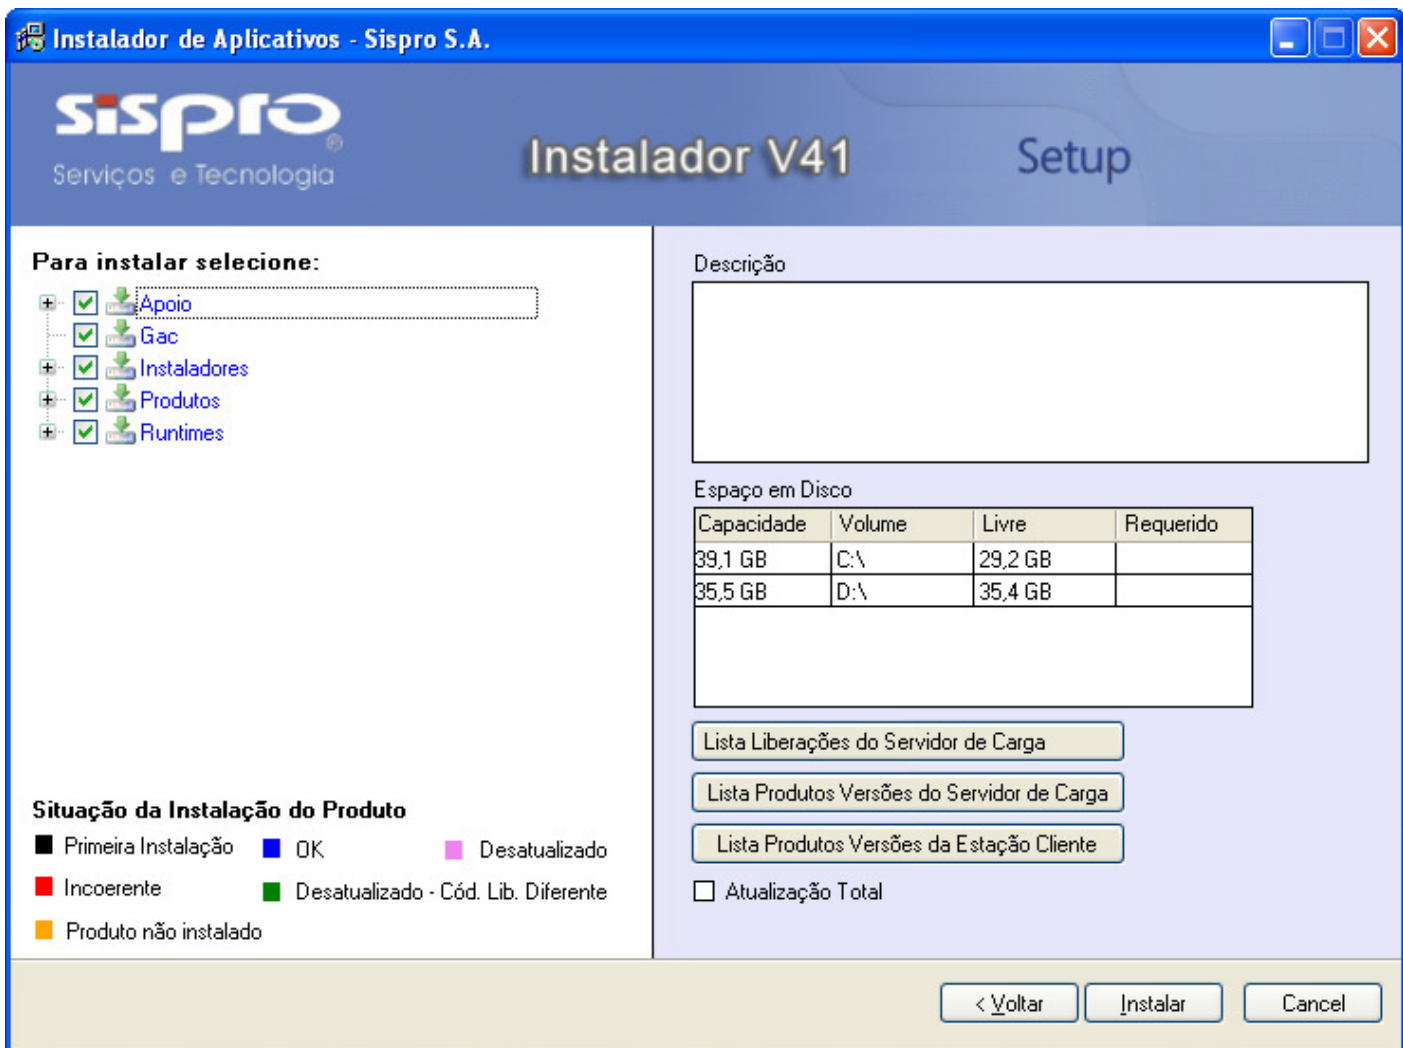 Instalador de Aplicativos - Sispro S.A.
sispro®
Serviços e Tecnologia
Instalador V41
Setup
Para instalar selecione:
Apoio
Gac
Instaladores
Produtos
Runtimes
Situação da Instalação do Produto
Primeira Instalação
OK
Desatualizado
Incoerente
Desatualizado - Cód. Lib. Diferente
Produto não instalado
Descrição
Espaço em Disco
Capacidade Volume Livre Requerido
39,1 GB C:\ 29,2 GB
35,5 GB D:\ 35,4 GB
Lista Liberações do Servidor de Carga
Lista Produtos Versões do Servidor de Carga
Lista Produtos Versões da Estação Cliente
Atualização Total
< Voltar
Instalar
Cancel